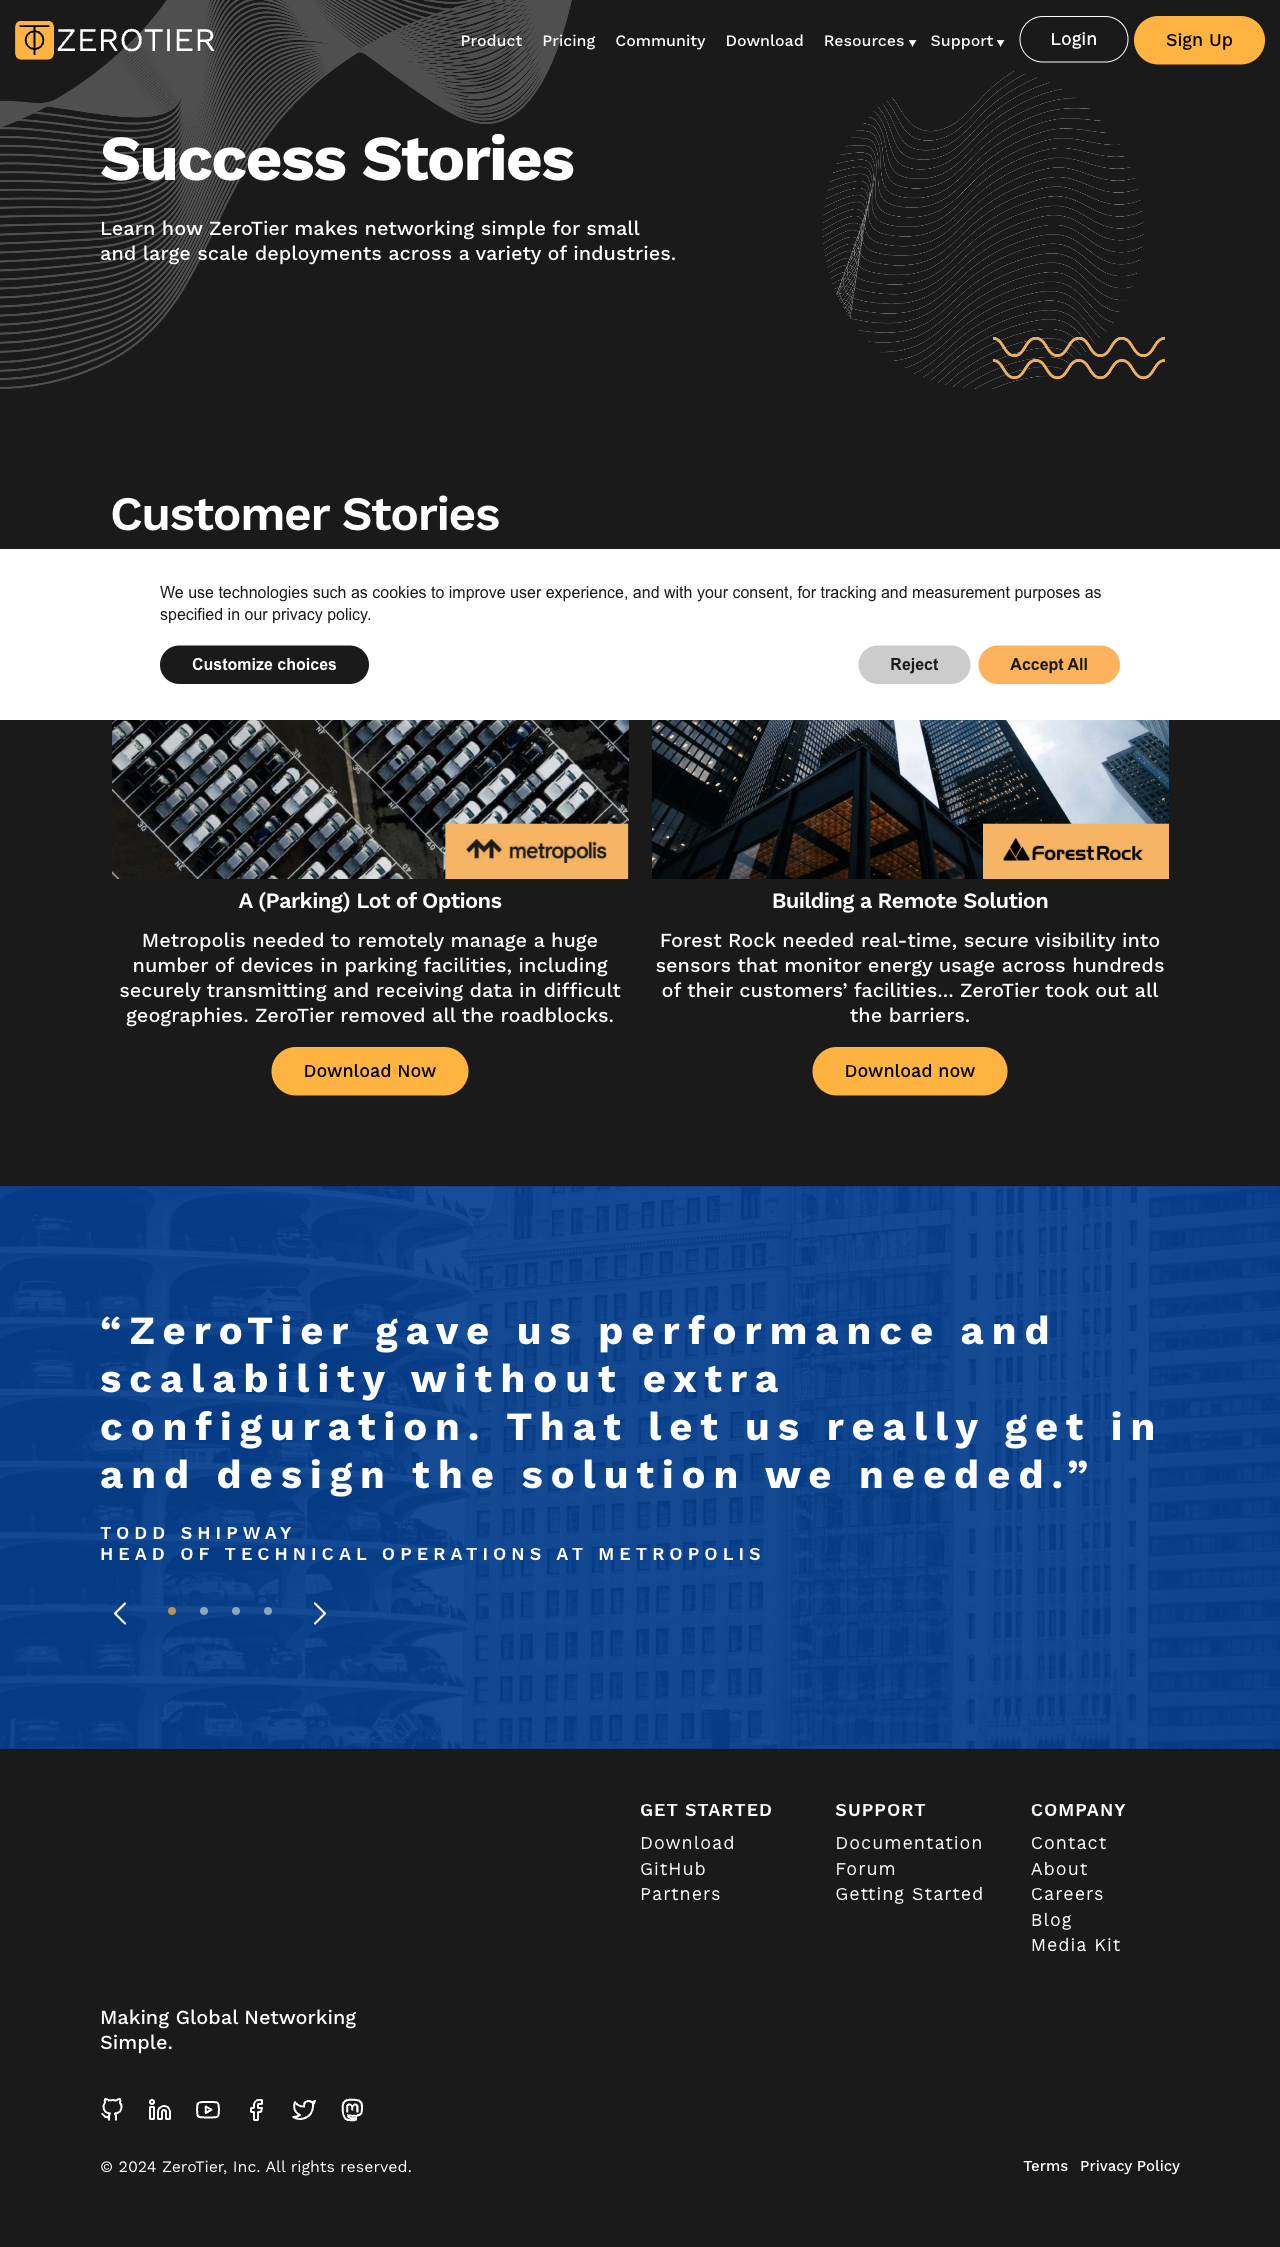 ZEROTIER
Product Pricing Community Download Resources Support Login Sign Up
Success Stories
Learn how ZeroTier makes networking simple for small
and large scale deployments across a variety of industries.
Customer Stories
We use technologies such as cookies to improve user experience, and with your consent, for tracking and measurement purposes as
specified in our privacy policy.
Customize choices Reject Accept All
metropolis
ForestRock
A (Parking) Lot of Options
Metropolis needed to remotely manage a huge
number of devices in parking facilities, including
securely transmitting and receiving data in difficult
geographies. ZeroTier removed all the roadblocks.
Download Now
Building a Remote Solution
Forest Rock needed real-time, secure visibility into
sensors that monitor energy usage across hundreds
of their customers’ facilities... ZeroTier took out all
the barriers.
Download now
“ZeroTier gave us performance and
scalability without extra
configuration. That let us really get in
and design the solution we needed.”
TODD SHIPWAY
HEAD OF TECHNICAL OPERATIONS AT METROPOLIS
GET STARTED
Download
GitHub
Partners
SUPPORT
Documentation
Forum
Getting Started
COMPANY
Contact
About
Careers
Blog
Media Kit
Making Global Networking
Simple.
© 2024 ZeroTier, Inc. All rights reserved.
Terms Privacy Policy